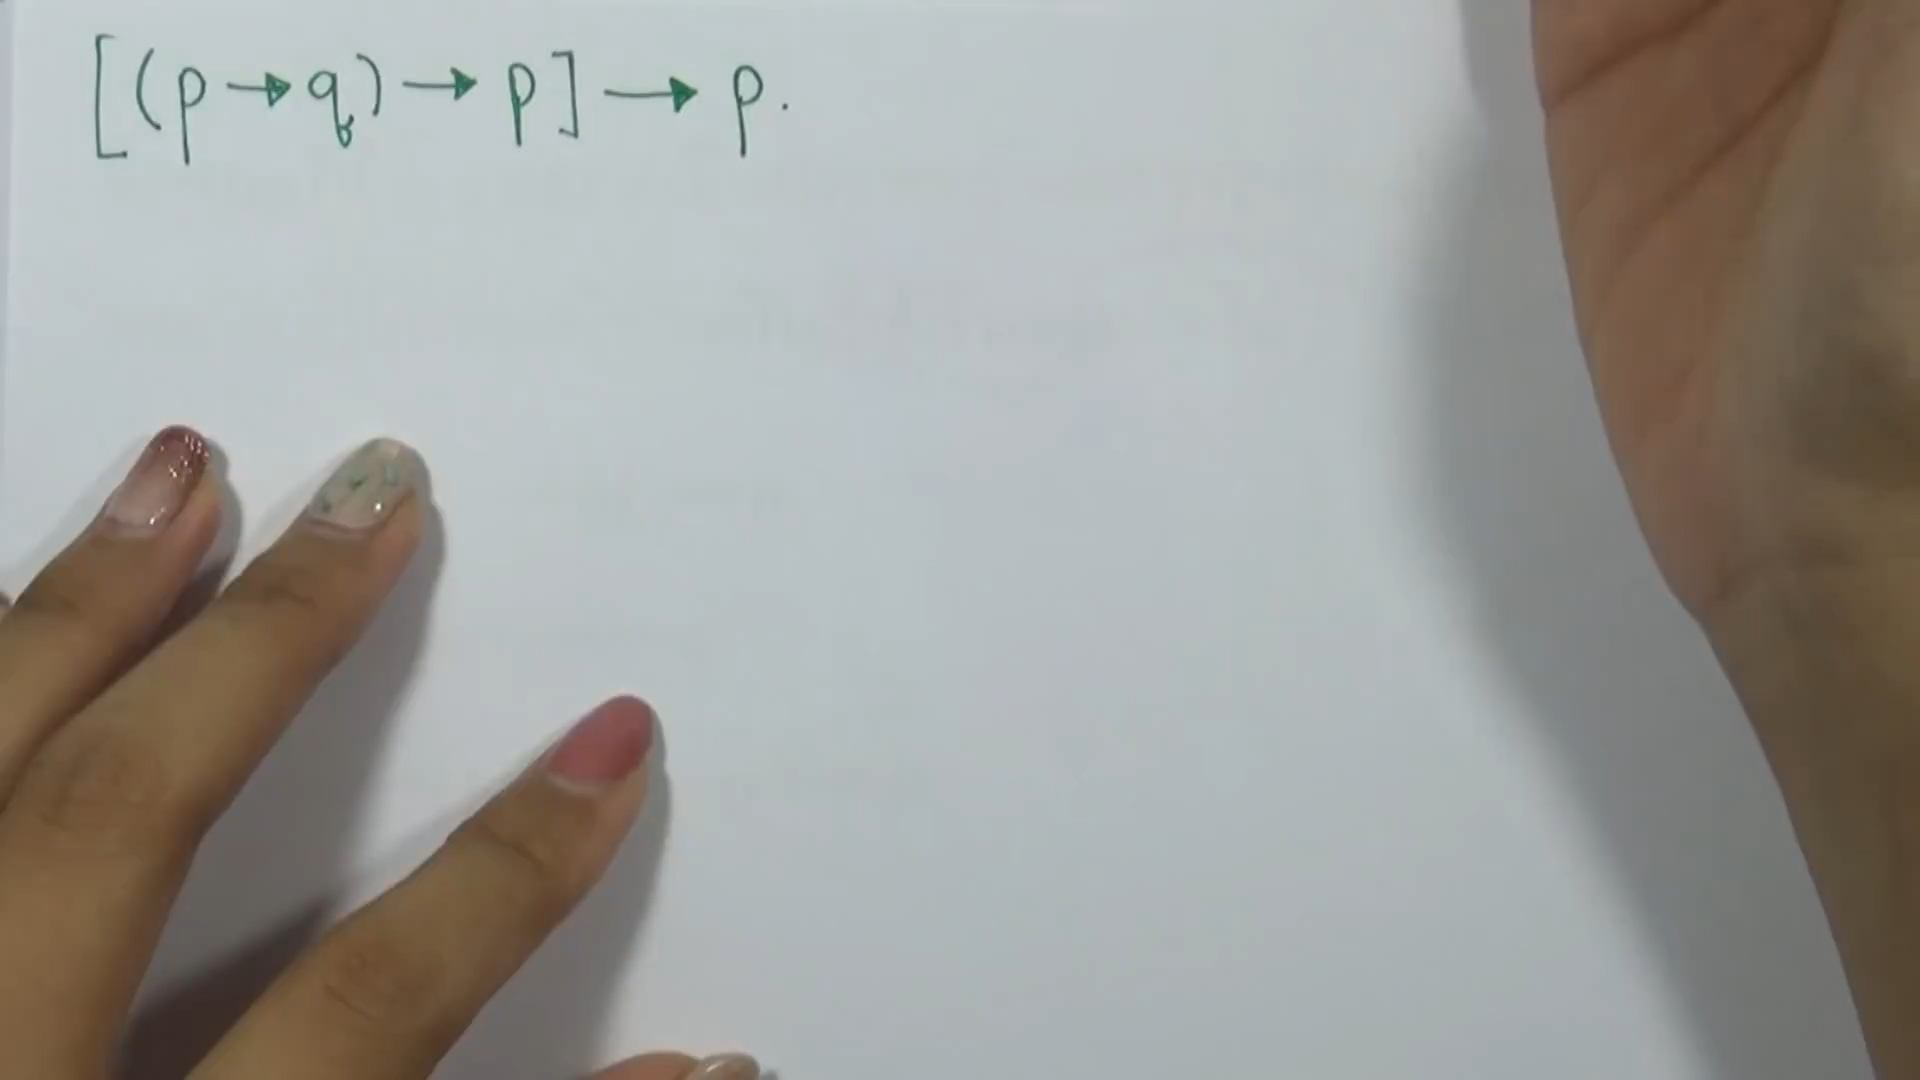 [(p → q) → p] → p.